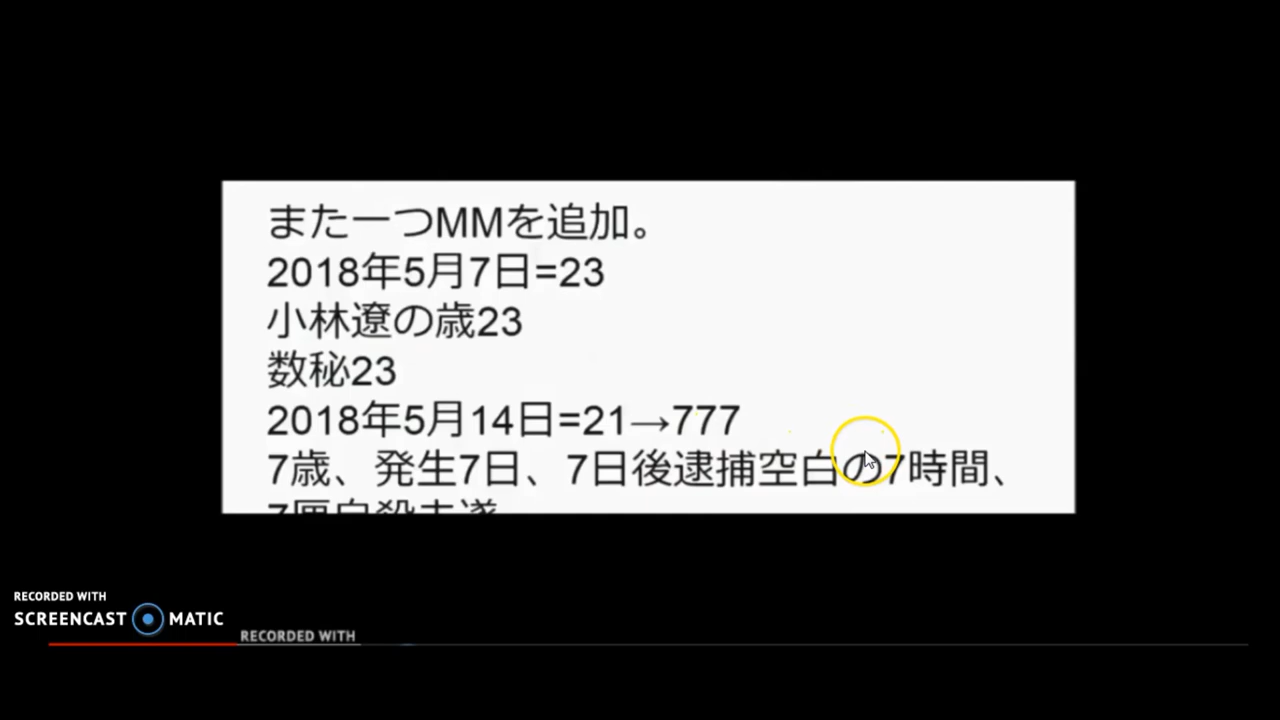 また一つMMを追加。
2018年5月7日=23
小林遼の歳23
数秘23
2018年5月14日=21→777
7歳、発生7日、7日後逮捕空白の7時間、
RECORDED WITH
SCREENCAST MATIC
RECORDED WITH